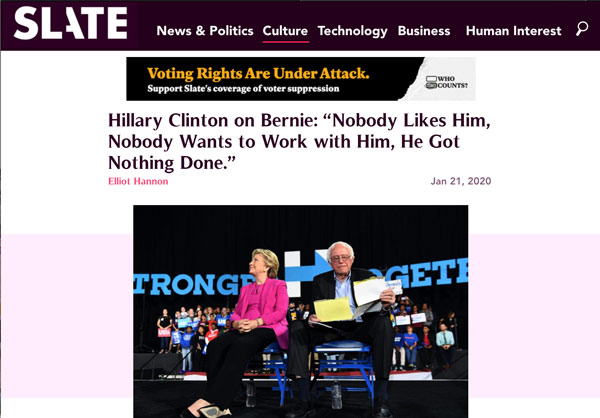 SLATE
News & Politics Culture Technology Business Human Interest
Voting Rights Are Under Attack.
Support Slate's coverage of voter suppression
WHO
COUNTS?
Hillary Clinton on Bernie: “Nobody Likes Him,
Nobody Wants to Work with Him, He Got
Nothing Done.”
Elliot Hannon Jan 21, 2020
TRONGE OGETE